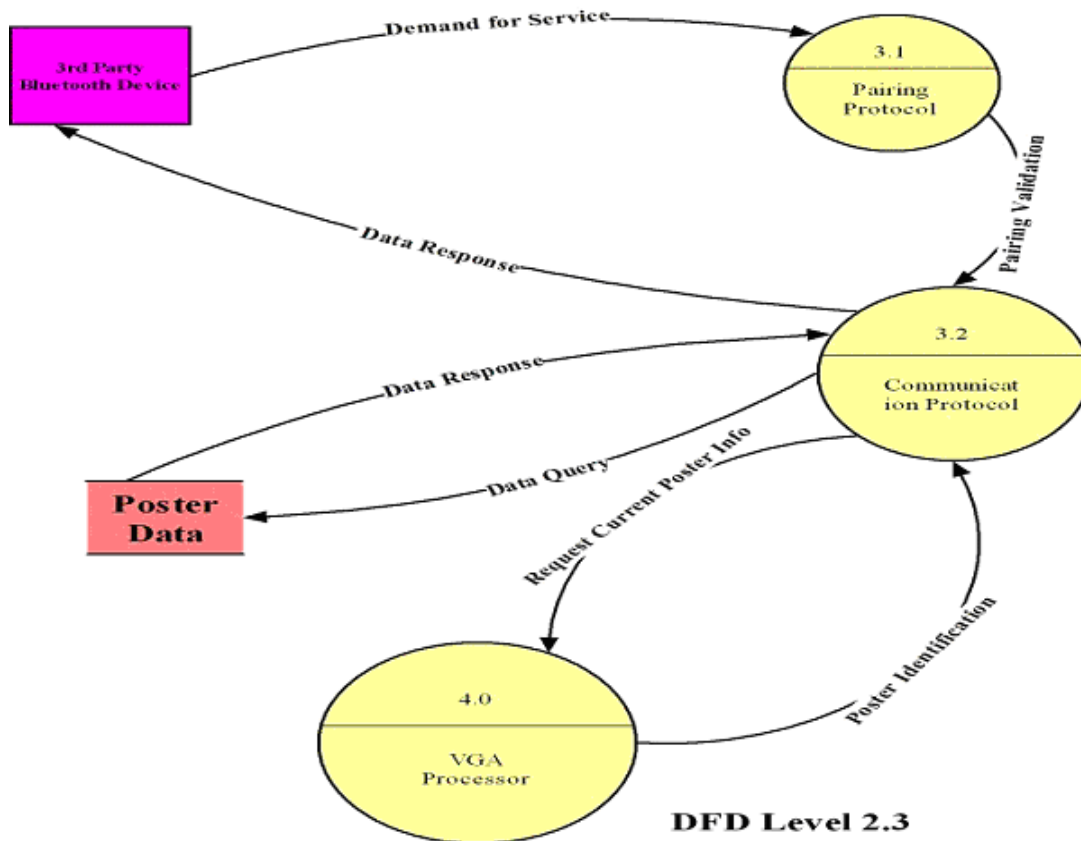 Demand for Service
3rd Party
Bluetooth Device
3.1
Pairing
Protocol
Pairing Validation
Data Response
3.2
Communicat
ion Protocol
Data Response
Data Query
Request Current Poster Info
Poster
Data
Poster Identification
4.0
VGA
Processor
DFD Level 2.3